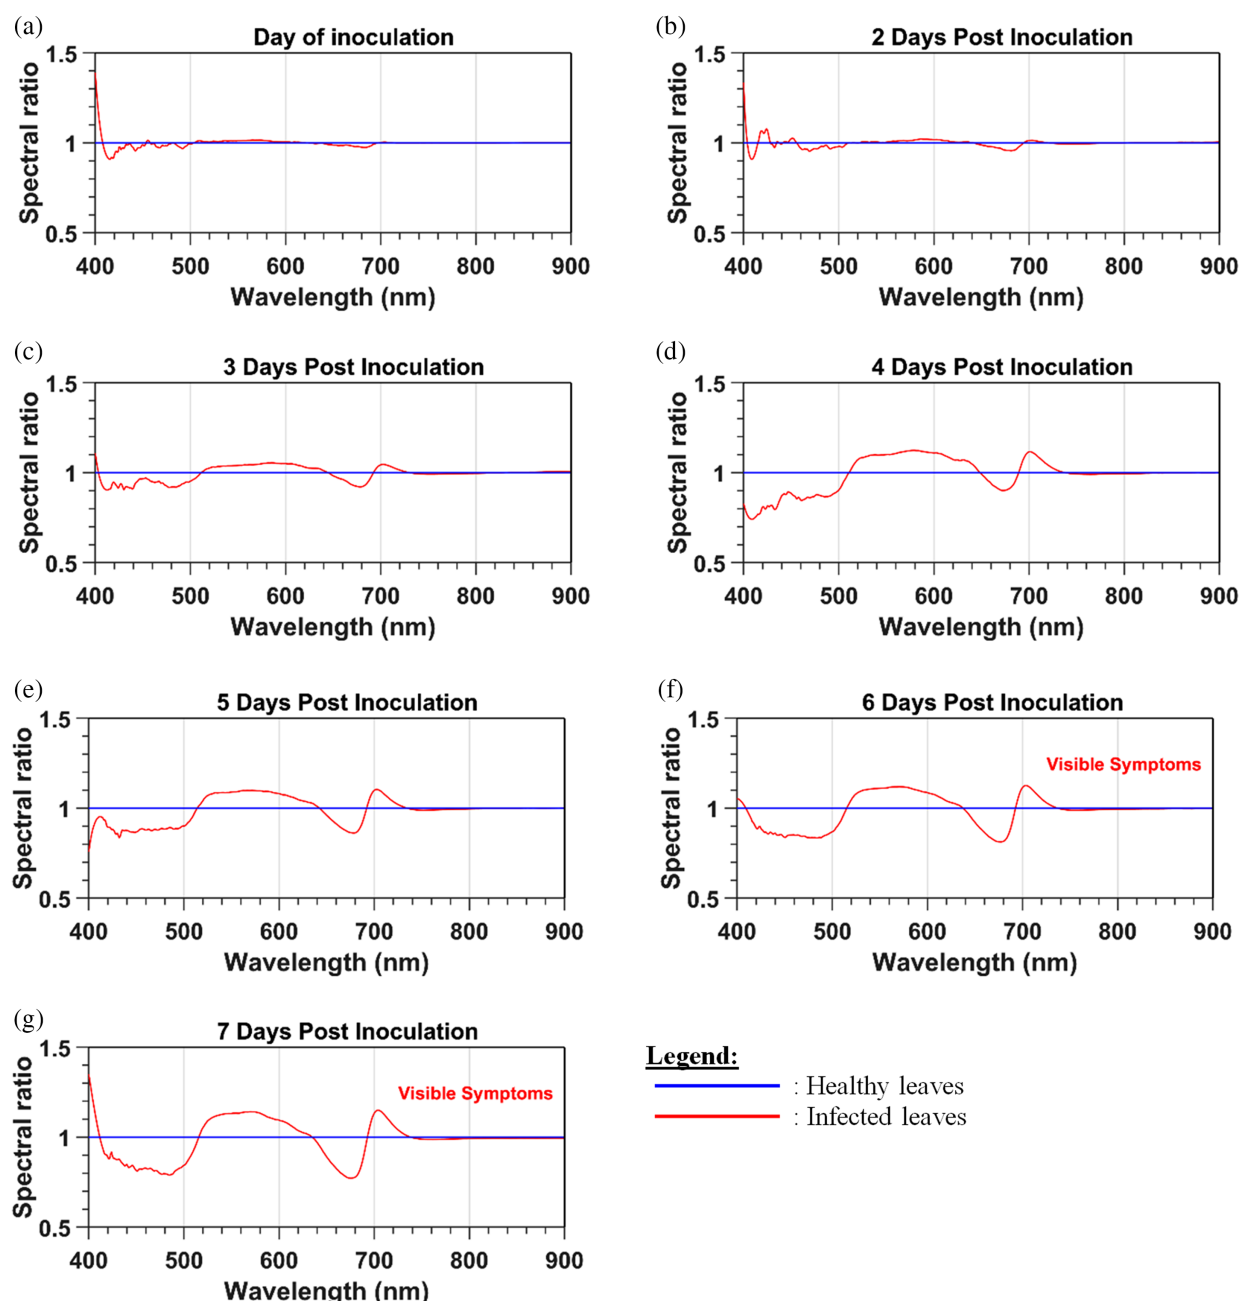 (a)
Day of inoculation
Spectral ratio
1.5
1
0.5
400 500 600 700 800 900
Wavelength (nm)
(b)
2 Days Post Inoculation
Spectral ratio
1.5
1
0.5
400 500 600 700 800 900
Wavelength (nm)
(c)
3 Days Post Inoculation
Spectral ratio
1.5
1
0.5
400 500 600 700 800 900
Wavelength (nm)
(d)
4 Days Post Inoculation
Spectral ratio
1.5
1
0.5
400 500 600 700 800 900
Wavelength (nm)
(e)
5 Days Post Inoculation
Spectral ratio
1.5
1
0.5
400 500 600 700 800 900
Wavelength (nm)
(f)
6 Days Post Inoculation
Spectral ratio
1.5
1
0.5
Visible Symptoms
400 500 600 700 800 900
Wavelength (nm)
(g)
7 Days Post Inoculation
Spectral ratio
1.5
1
0.5
Visible Symptoms
400 500 600 700 800 900
Wavelength (nm)
Legend:
: Healthy leaves
: Infected leaves